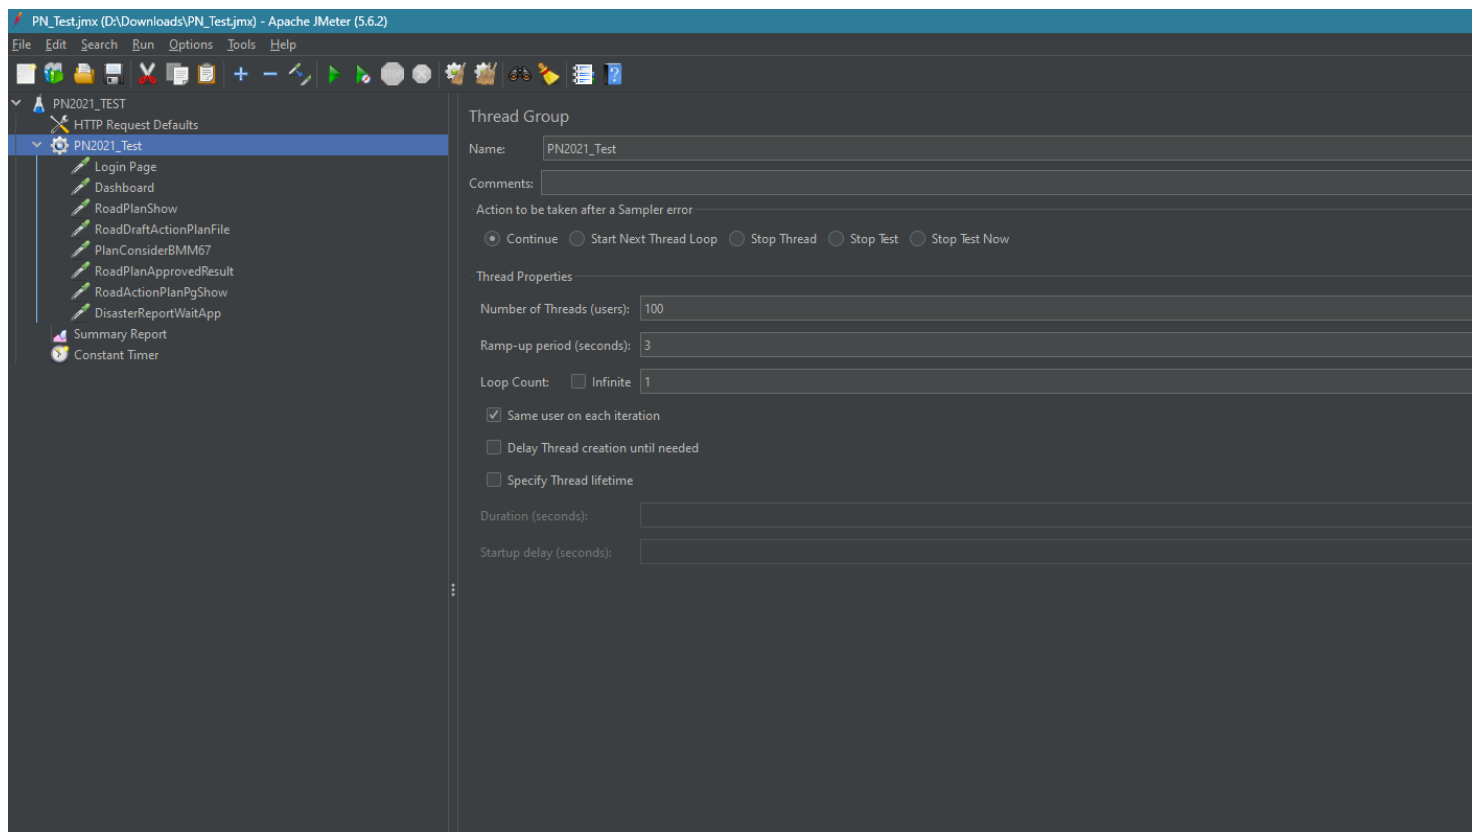 PN_Test.jmx (D:\Downloads\PN_Test.jmx) - Apache JMeter (5.6.2)
File Edit Search Run Options Tools Help
PN2021_TEST
HTTP Request Defaults
PN2021_Test
Login Page
Dashboard
RoadPlanShow
RoadDraftActionPlanFile
PlanConsiderBMM67
RoadPlanApprovedResult
RoadActionPlanPgShow
DisasterReportWaitApp
Summary Report
Constant Timer
Thread Group
Name: PN2021_Test
Comments:
Action to be taken after a Sampler error
Continue Start Next Thread Loop Stop Thread Stop Test Stop Test Now
Thread Properties
Number of Threads (users): 100
Ramp-up period (seconds): 3
Loop Count: Infinite 1
Same user on each iteration
Delay Thread creation until needed
Specify Thread lifetime
Duration (seconds):
Startup delay (seconds):